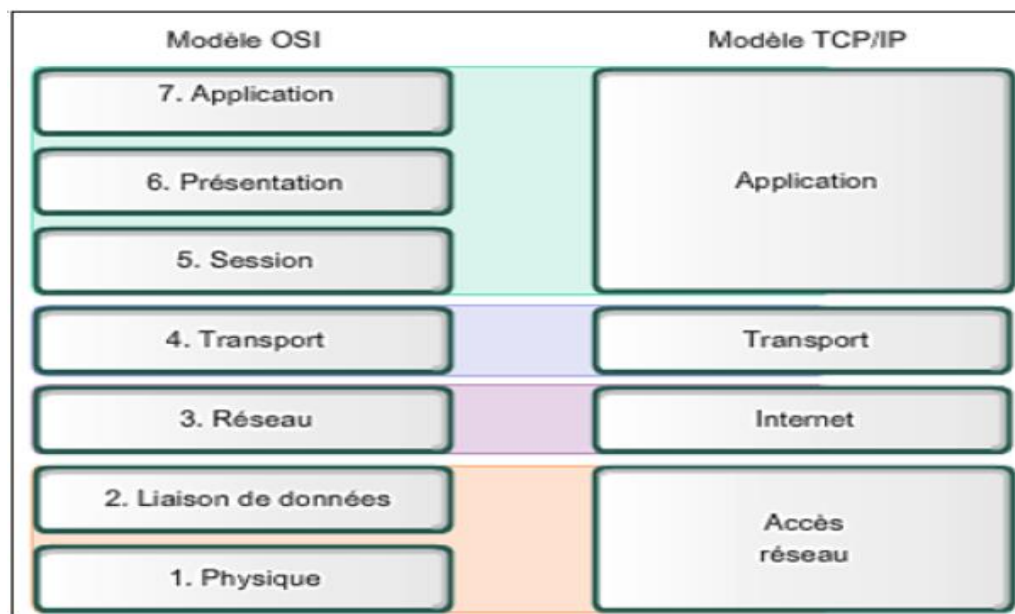 Modèle OSI
Modèle TCP/IP
7. Application
6. Présentation
5. Session
4. Transport
3. Réseau
2. Liaison de données
1. Physique
Application
Transport
Internet
Accès
réseau